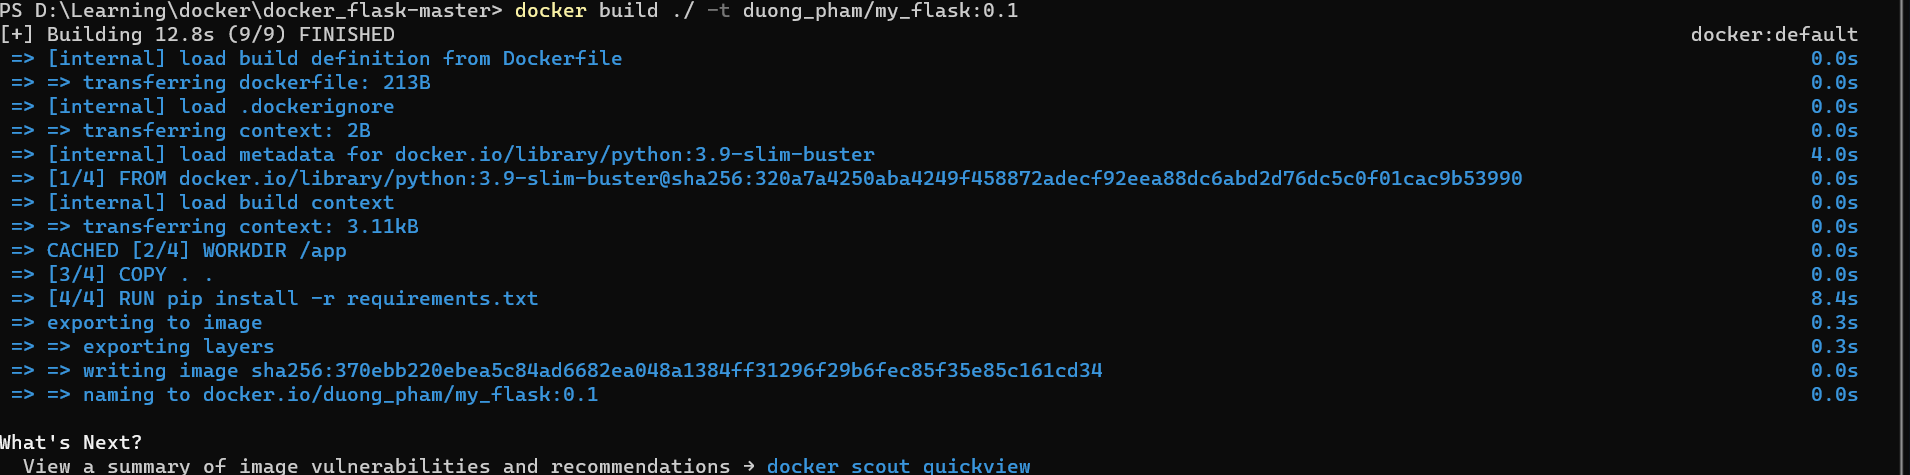 PS D:\Learning\docker\docker_flask-master> docker build ./ -t duong_pham/my_flask:0.1
[+] Building 12.8s (9/9) FINISHED docker:default
=> [internal] load build definition from Dockerfile 0.0s
=> => transferring dockerfile: 213B 0.0s
=> [internal] load .dockerignore 0.0s
=> => transferring context: 2B 0.0s
=> [internal] load metadata for docker.io/library/python:3.9-slim-buster 4.0s
=> [1/4] FROM docker.io/library/python:3.9-slim-buster@sha256:320a7a4250aba4249f458872adecf92eea88dc6abd2d76dc5c0f01cac9b53990 0.0s
=> [internal] load build context 0.0s
=> => transferring context: 3.11kB 0.0s
=> CACHED [2/4] WORKDIR /app 0.0s
=> [3/4] COPY . . 0.0s
=> [4/4] RUN pip install -r requirements.txt 8.4s
=> exporting to image 0.3s
=> => exporting layers 0.3s
=> => writing image sha256:370ebb220ebea5c84ad6682ea048a1384ff31296f29b6fec85f35e85c161cd34 0.0s
=> => naming to docker.io/duong_pham/my_flask:0.1 0.0s
What's Next?
View a summary of image vulnerabilities and recommendations → docker scout quickview